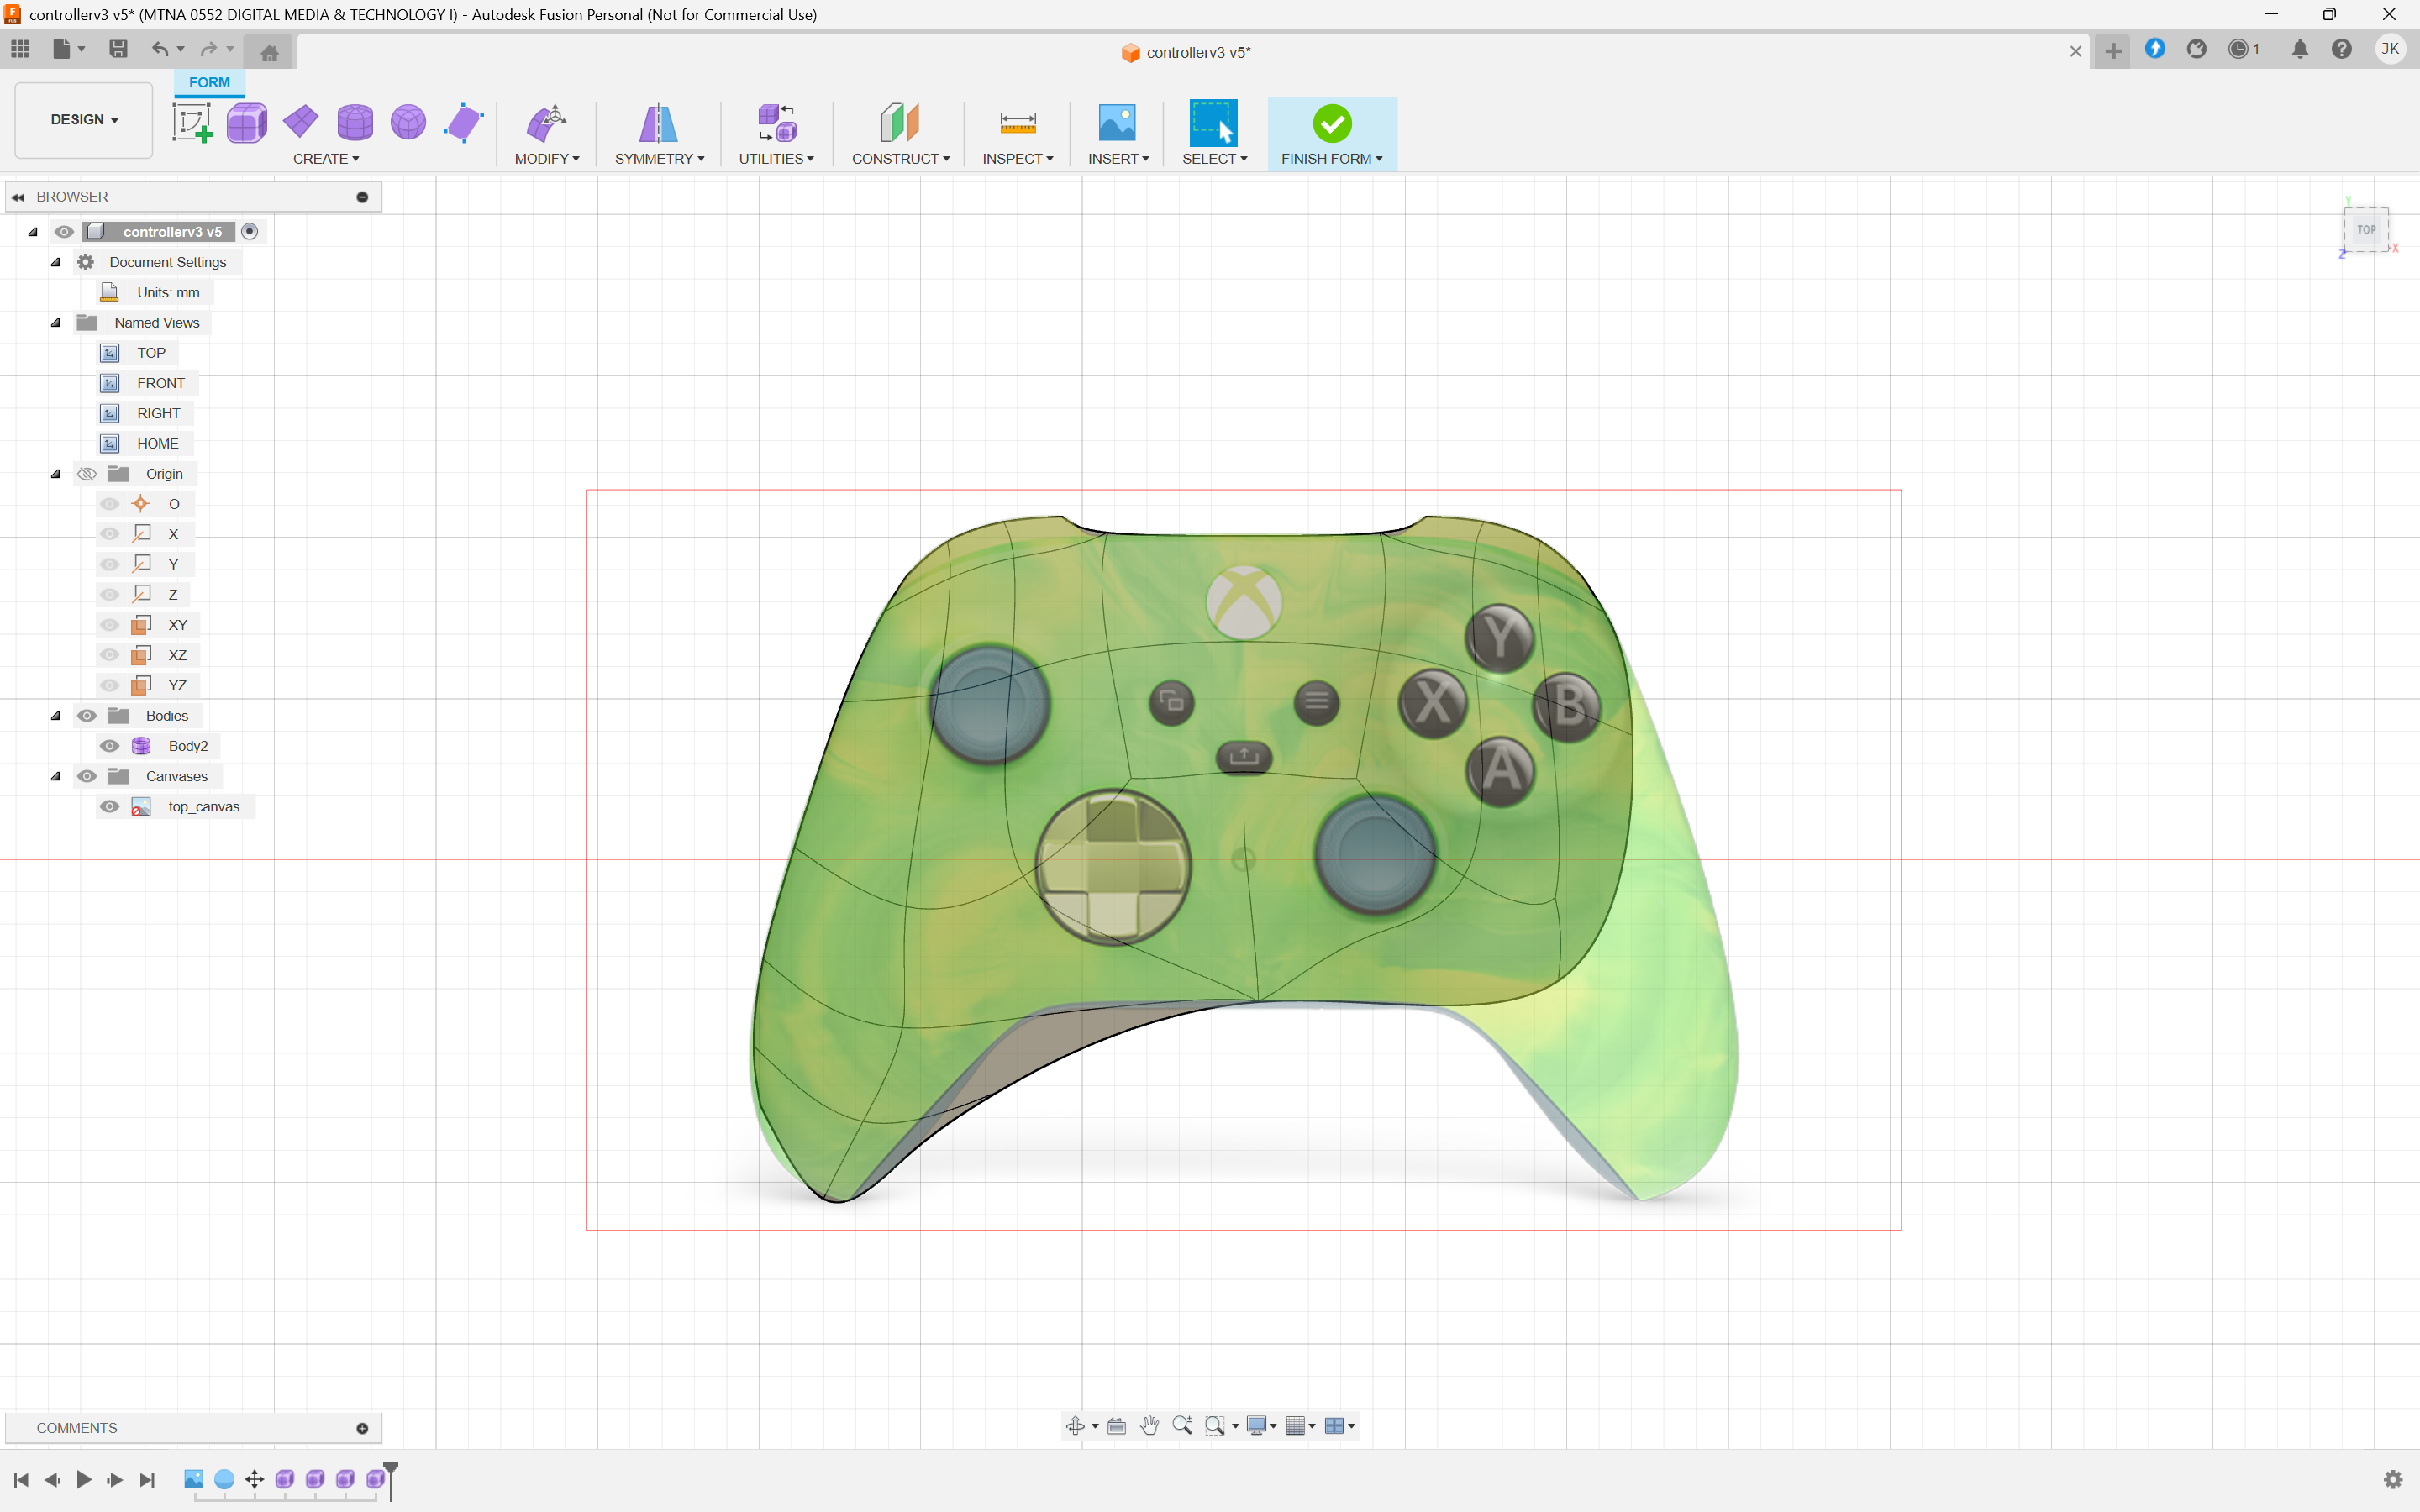 controllerv3 v5* (MTNA 0552 DIGITAL MEDIA & TECHNOLOGY I) - Autodesk Fusion Personal (Not for Commercial Use)
controllerv3 v5*
1
JK
FORM
DESIGN
CREATE
MODIFY
SYMMETRY
UTILITIES
CONSTRUCT
INSPECT
INSERT
SELECT
FINISH FORM
BROWSER
controllerv3 v5
Document Settings
Units: mm
Named Views
TOP
FRONT
RIGHT
HOME
Origin
O
X
Y
Z
XY
XZ
YZ
Bodies
Body2
Canvases
top_canvas
Y
TOP
X
Z
Y
X
B
A
COMMENTS